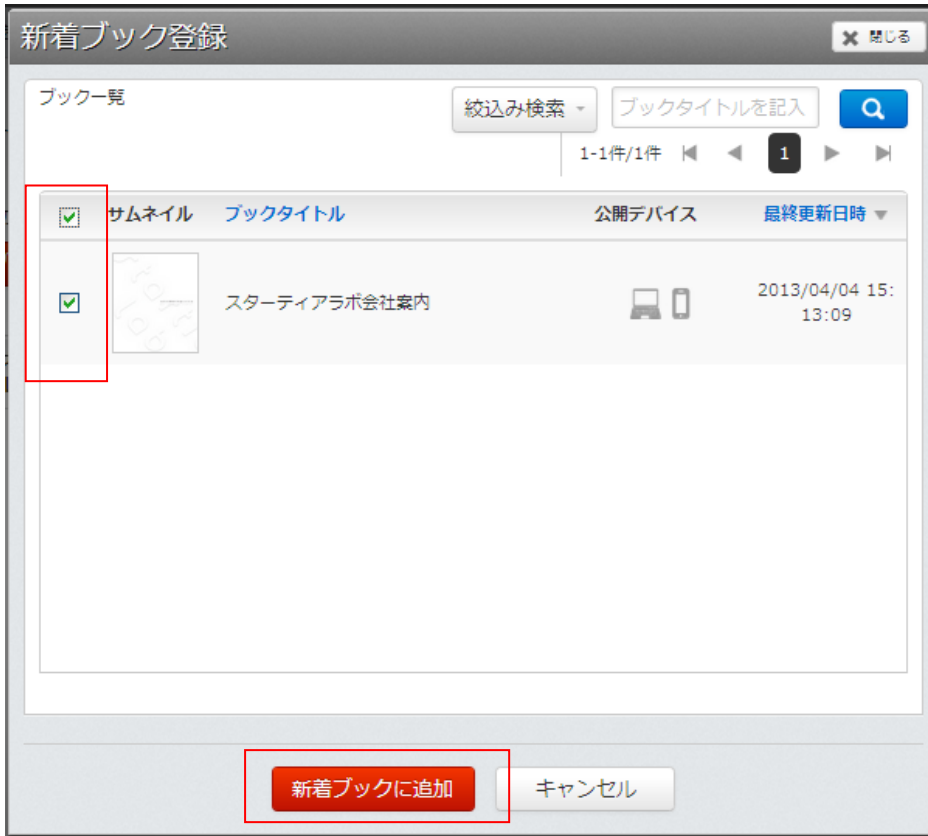 新着ブック登録
閉じる
ブック一覧
絞込み検索
ブックタイトルを記入
1-1件/1件
1
サムネイル ブックタイトル 公開デバイス 最終更新日時
スターティアラボ会社案内
2013/04/04 15:
13:09
新着ブックに追加
キャンセル